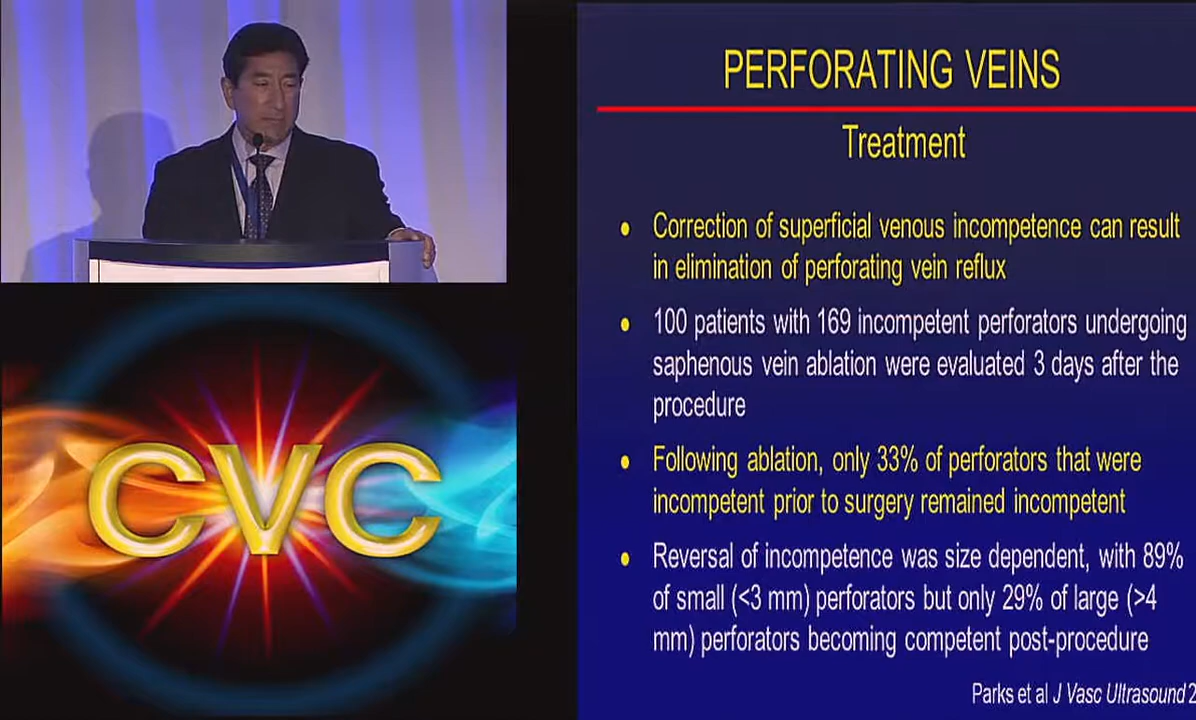 PERFORATING VEINS
Treatment
• Correction of superficial venous incompetence can result
in elimination of perforating vein reflux
• 100 patients with 169 incompetent perforators undergoing
saphenous vein ablation were evaluated 3 days after the
procedure
• Following ablation, only 33% of perforators that were
incompetent prior to surgery remained incompetent
• Reversal of incompetence was size dependent, with 89%
of small (<3 mm) perforators but only 29% of large (>4
mm) perforators becoming competent post-procedure
Parks et al J Vasc Ultrasound 2
CVC